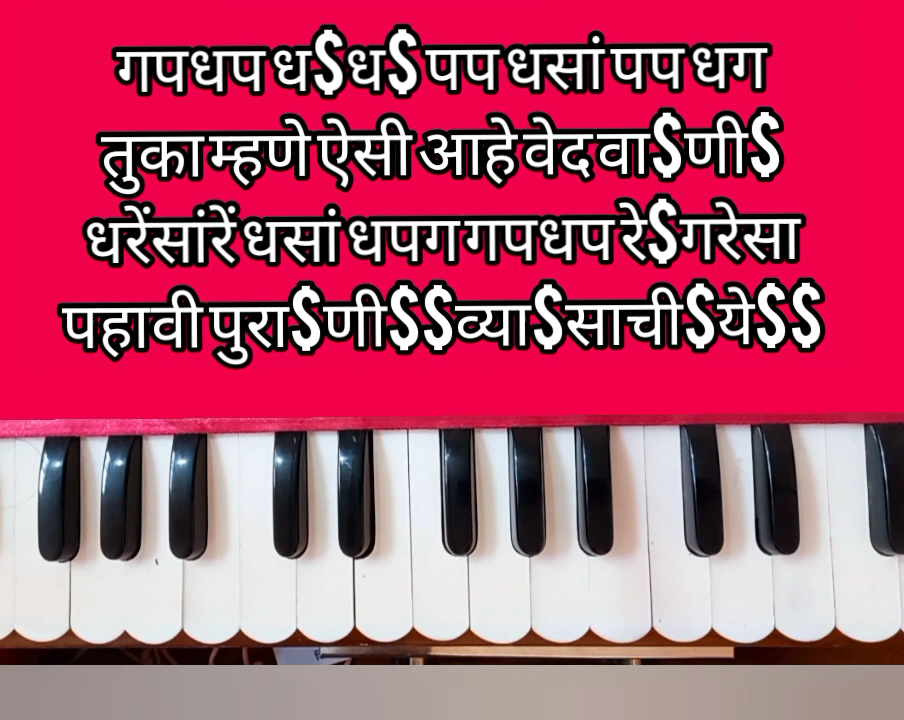 गपधप ध$ध$ पप धसां पप धग
तुका म्हणे ऐसी आहे वेद वा$णी$
धरेंसांरें धसां धपग गपधप रे$गरेसा
पहावी पुरा$णी$$व्या$साची$ये$$